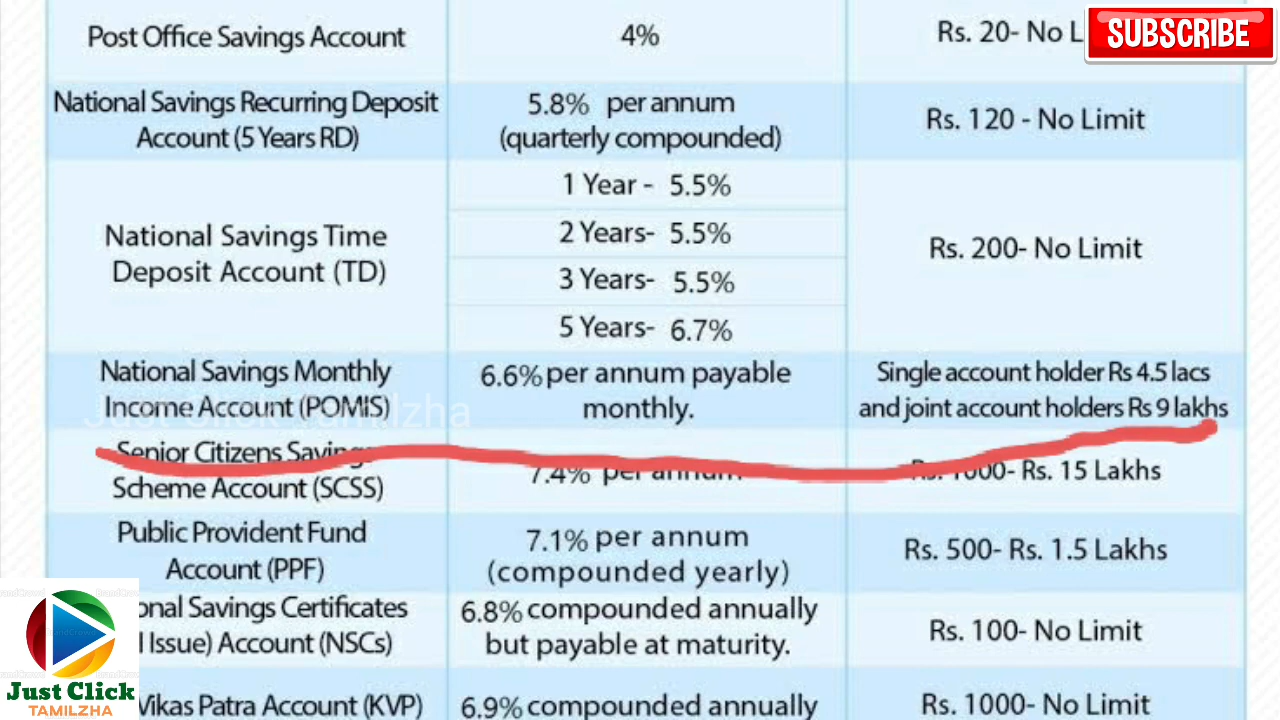 Post Office Savings Account
4%
Rs. 20- No L
SUBSCRIBE
National Savings Recurring Deposit
Account (5 Years RD)
5.8% per annum
(quarterly compounded)
Rs. 120 - No Limit
National Savings Time
Deposit Account (TD)
1 Year - 5.5%
2 Years- 5.5%
3 Years- 5.5%
5 Years- 6.7%
Rs. 200- No Limit
National Savings Monthly
Income Account (POMIS)
Just Click Tamilzha
6.6% per annum payable
monthly.
Single account holder Rs 4.5 lacs
and joint account holders Rs 9 lakhs
Senior Citizens Savings
Scheme Account (SCSS)
7.4% per annum
Rs. 1000- Rs. 15 Lakhs
Public Provident Fund
Account (PPF)
7.1% per annum
(compounded yearly)
Rs. 500- Rs. 1.5 Lakhs
onal Savings Certificates
I Issue) Account (NSCs)
6.8% compounded annually
but payable at maturity.
Rs. 100- No Limit
Vikas Patra Account (KVP)
6.9% compounded annually
Rs. 1000- No Limit
Just Click
TAMILZHA